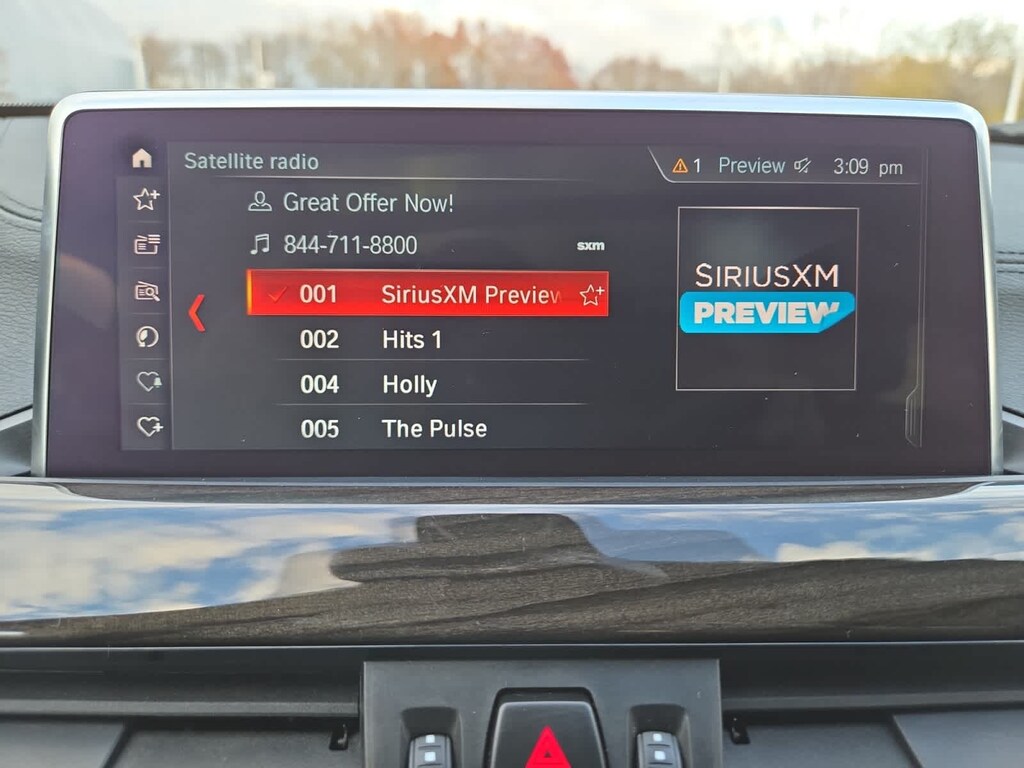 Satellite radio
1 Preview 3:09 pm
Great Offer Now!
844-711-8800 sxm
001 SiriusXM Preview
002 Hits 1
004 Holly
005 The Pulse
SIRIUSXM
PREVIEW